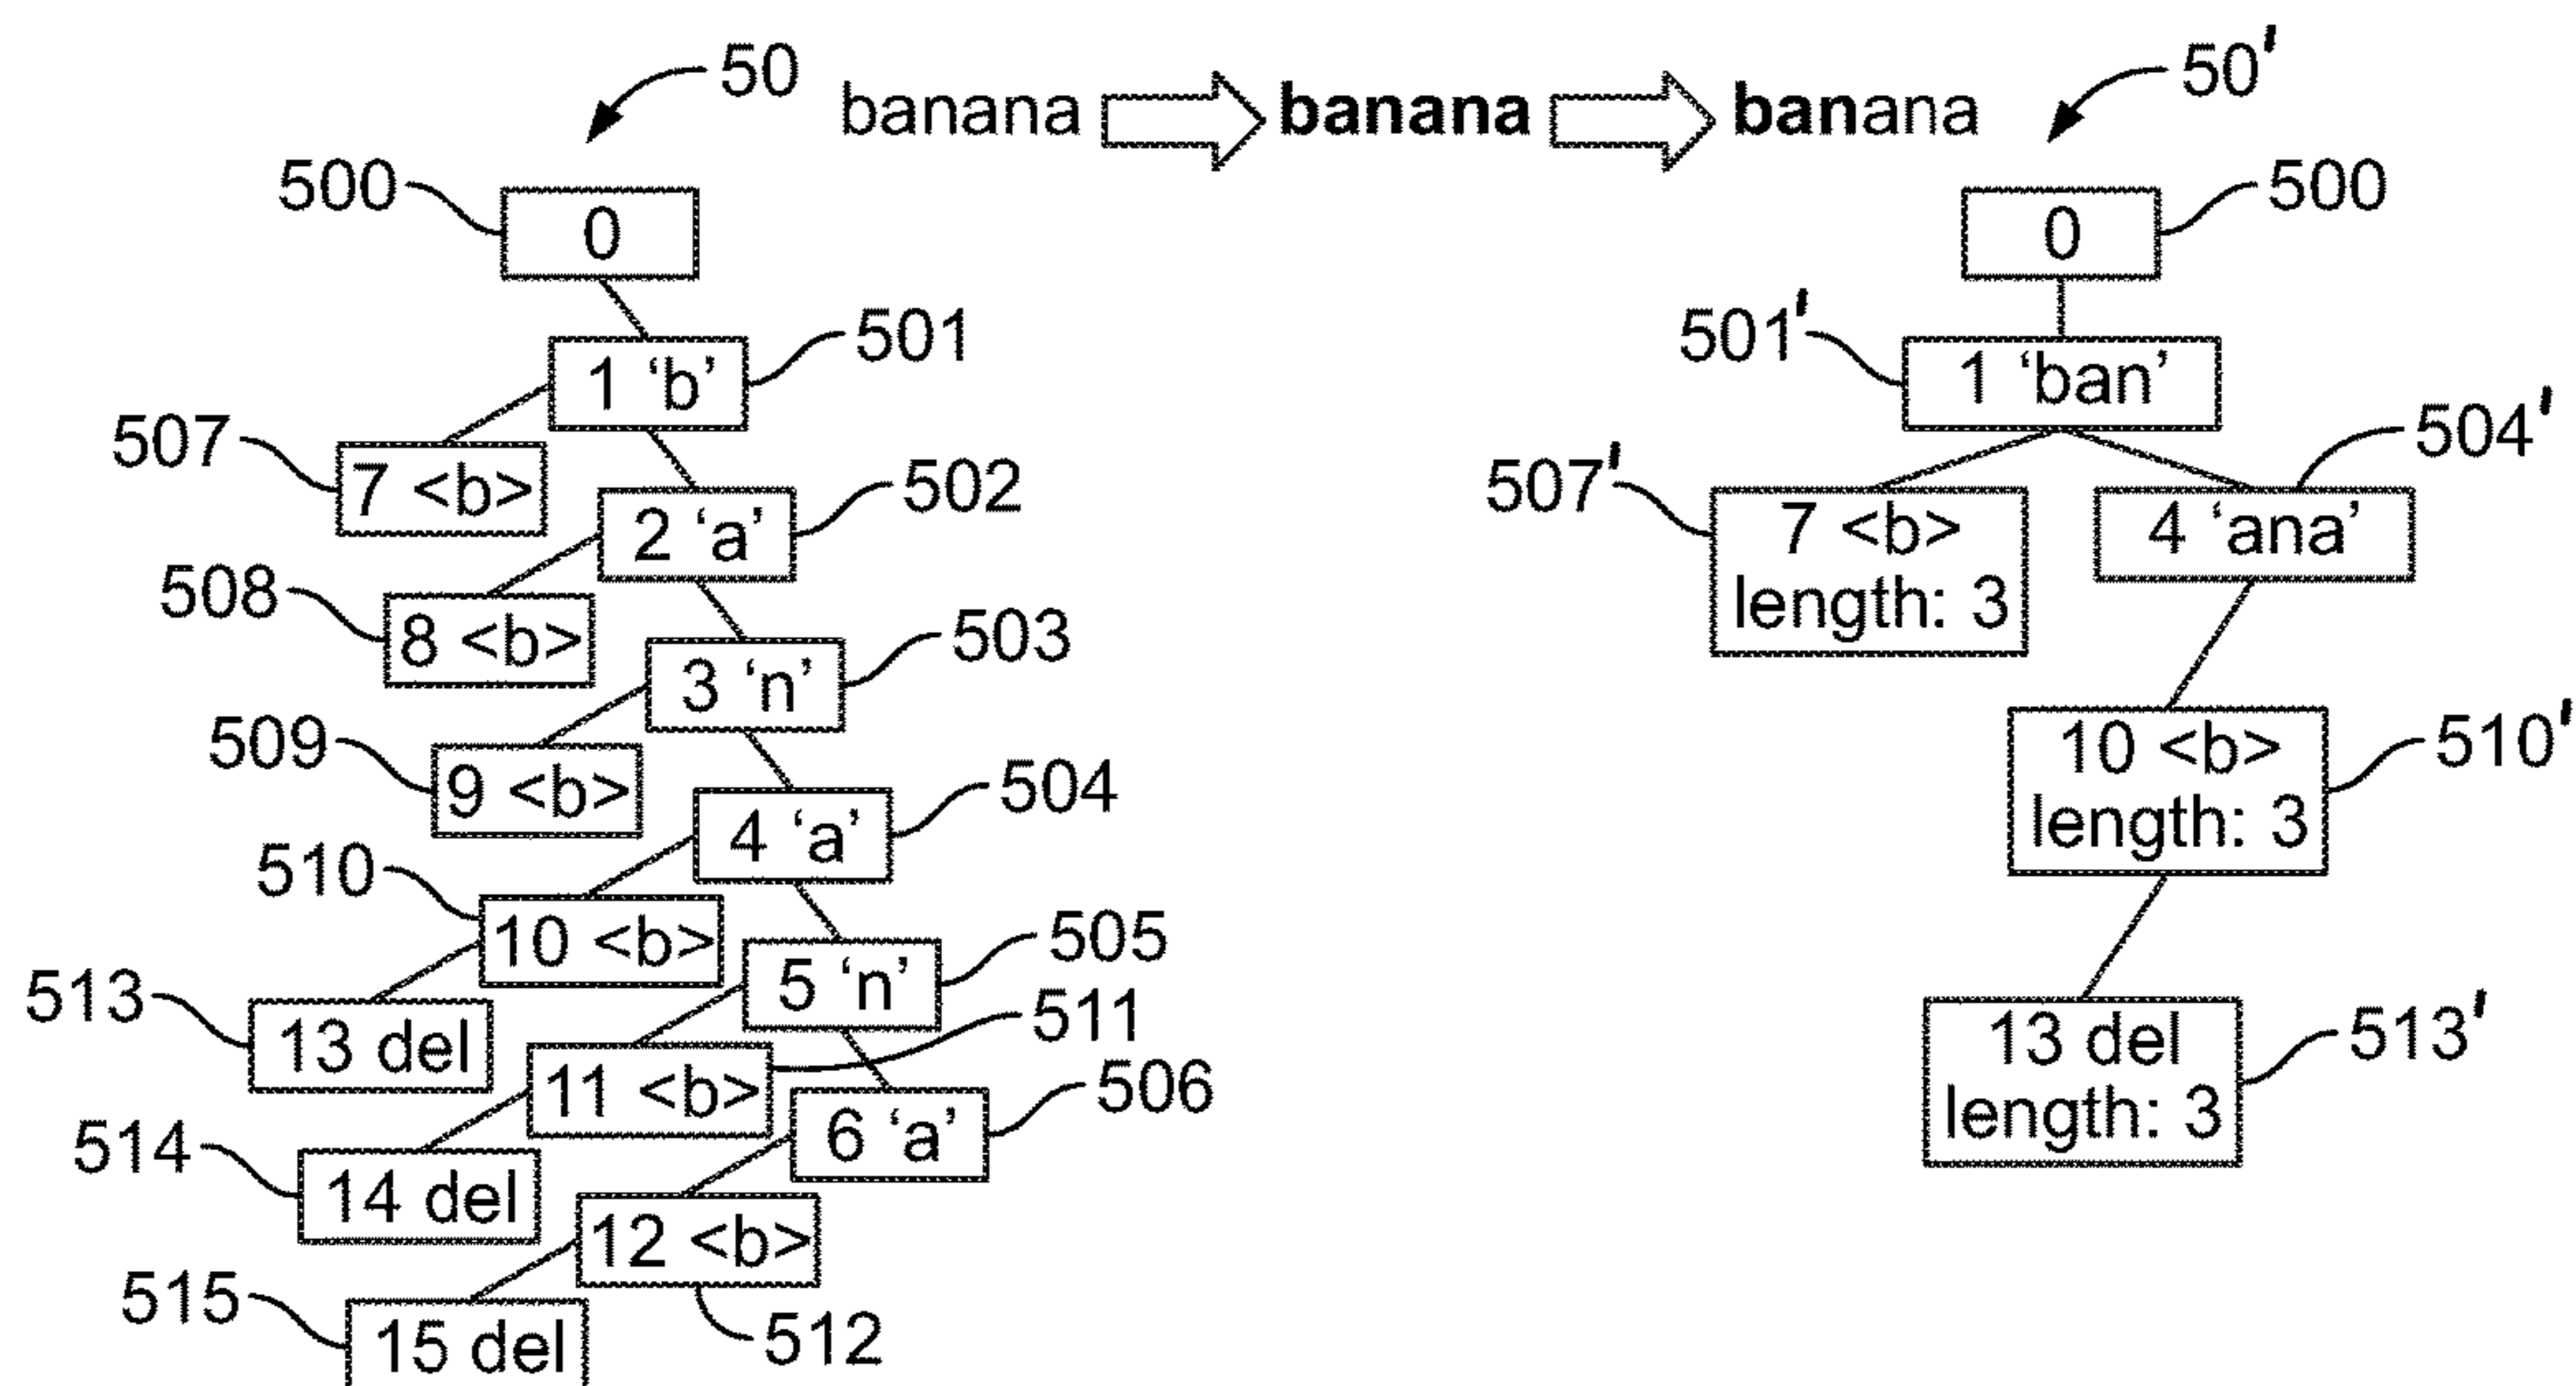 50 banana banana banana 50'
500 0 0 500
1 'b' 501 501' 1 'ban'
507 7 <b> 507' 7 <b> length: 3 4 'ana' 504'
2 'a' 502
508 8 <b>
3 'n' 503
509 9 <b> 10 <b> length: 3 510'
4 'a' 504
510 10 <b>
5 'n' 505
513 13 del 511 13 del length: 3 513'
11 <b>
6 'a' 506
514 14 del
12 <b> 512
515 15 del